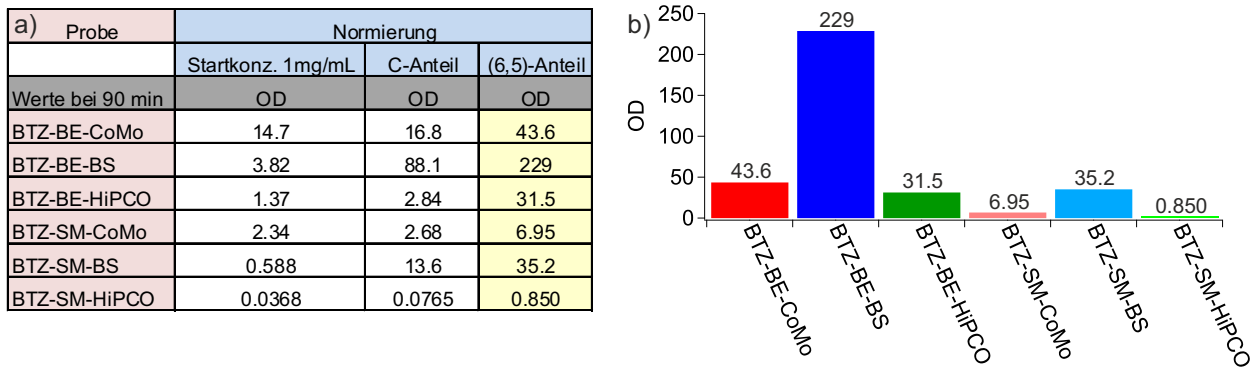 a) Probe Normierung
Startkonz. 1mg/mL C-Anteil (6,5)-Anteil
Werte bei 90 min OD OD OD
BTZ-BE-CoMo 14.7 16.8 43.6
BTZ-BE-BS 3.82 88.1 229
BTZ-BE-HiPCO 1.37 2.84 31.5
BTZ-SM-CoMo 2.34 2.68 6.95
BTZ-SM-BS 0.588 13.6 35.2
BTZ-SM-HiPCO 0.0368 0.0765 0.850
b)
OD
250
200
150
100
50
0
43.6
229
31.5
6.95
35.2
0.850
BTZ-BE-CoMo
BTZ-BE-BS
BTZ-BE-HiPCO
BTZ-SM-CoMo
BTZ-SM-BS
BTZ-SM-HiPCO